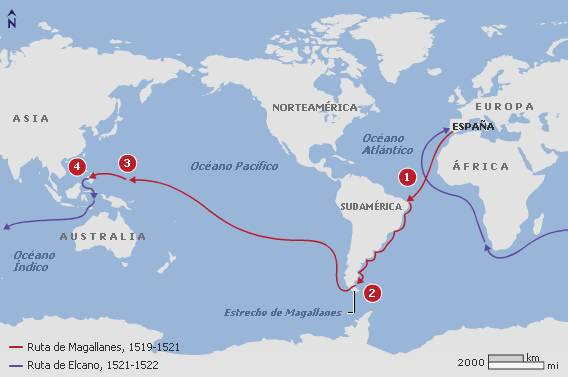 N
ASIA
NORTEAMÉRICA
EUROPA
ESPAÑA
Océano
Atlántico
4
3
Océano Pacífico
ÁFRICA
1
SUDAMÉRICA
AUSTRALIA
Océano
Índico
2
Estrecho de Magallanes
Ruta de Magallanes, 1519-1521
Ruta de Elcano, 1521-1522
2000 km
mi